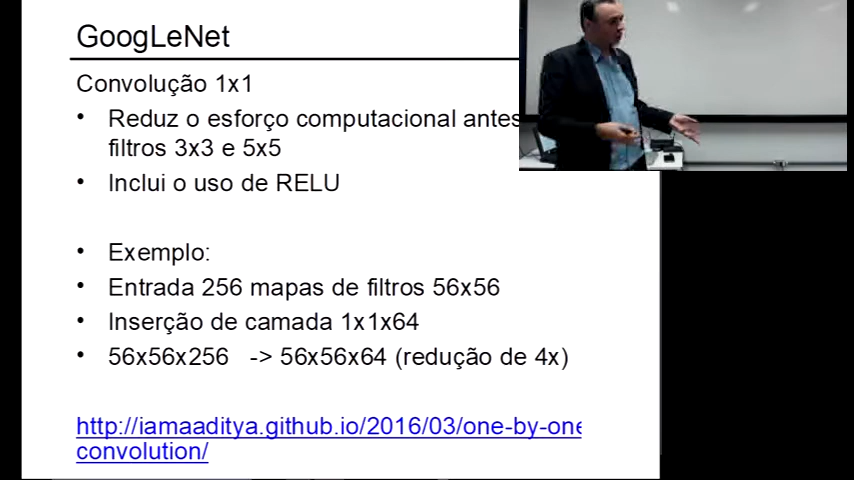 GoogLeNet
Convolução 1x1
• Reduz o esforço computacional antes
filtros 3x3 e 5x5
• Inclui o uso de RELU
• Exemplo:
• Entrada 256 mapas de filtros 56x56
• Inserção de camada 1x1x64
• 56x56x256 -> 56x56x64 (redução de 4x)
http://iamaaditya.github.io/2016/03/one-by-one
convolution/